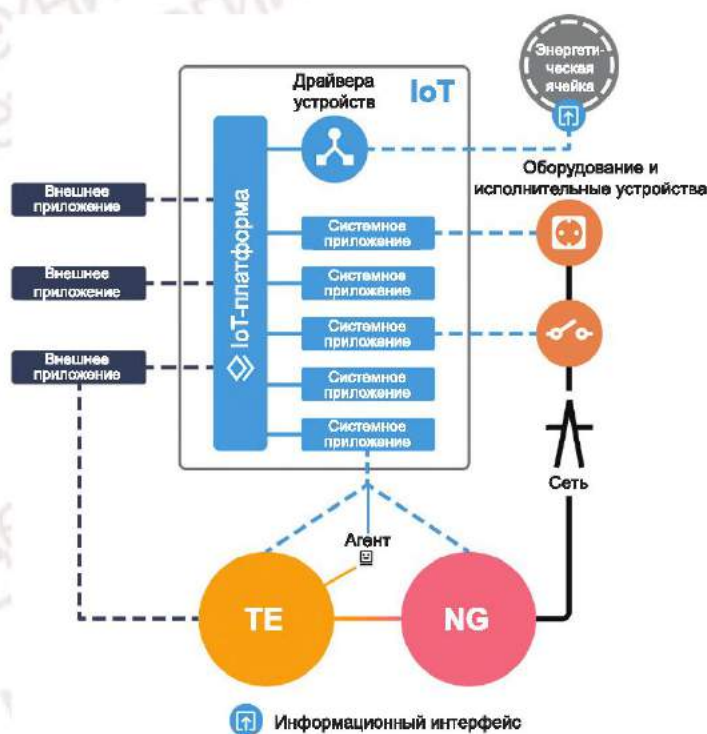 Энергети-
ческая
ячейка
Драйвера
устройств
IoT
Оборудование и
исполнительные устройства
Внешнее
приложение
Внешнее
приложение
Внешнее
приложение
IoT-платформа
Системное
приложение
Системное
приложение
Системное
приложение
Системное
приложение
Системное
приложение
Сеть
Агент
TE
NG
Информационный интерфейс